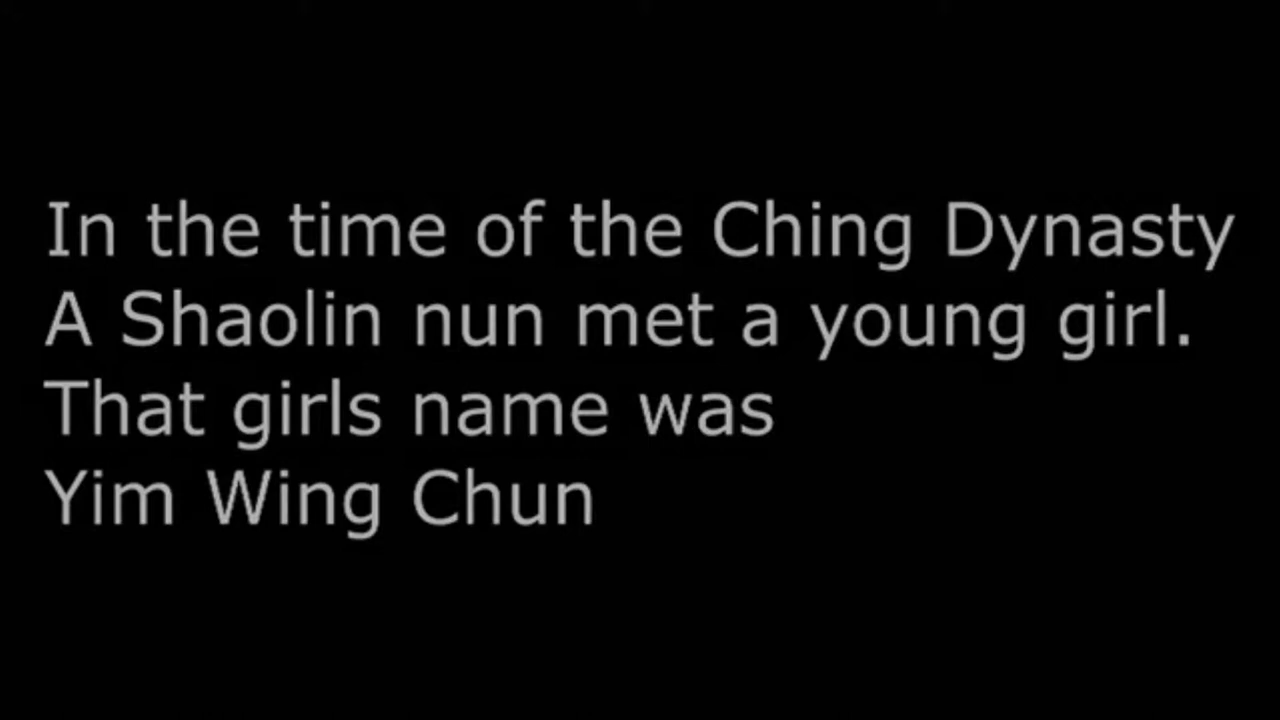 In the time of the Ching Dynasty
A Shaolin nun met a young girl.
That girls name was
Yim Wing Chun